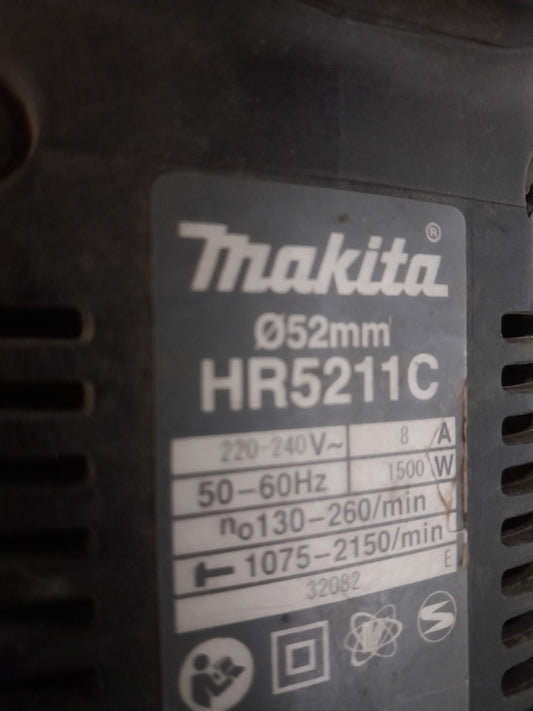 makita®
Ø52mm
HR5211C
220-240V~ 8 A
50-60Hz 1500 W
no130-260/min
1075-2150/min
32082 E